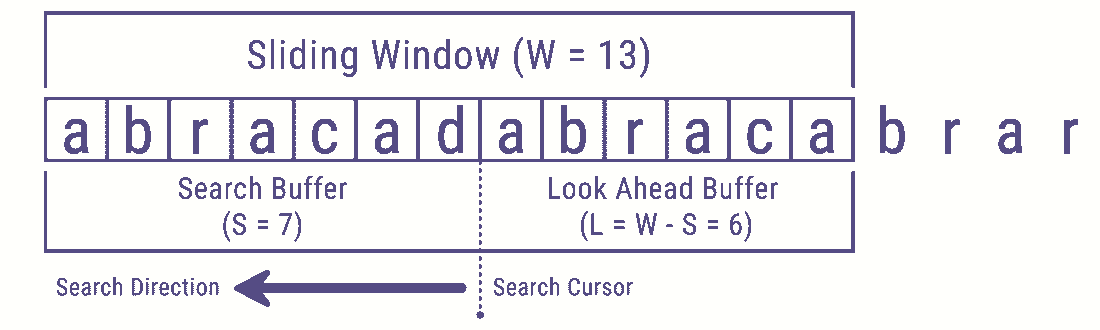 Sliding Window (W = 13)
a b r a c a d a b r a c a b r a r
Search Buffer
(S = 7)
Look Ahead Buffer
(L = W - S = 6)
Search Direction
Search Cursor